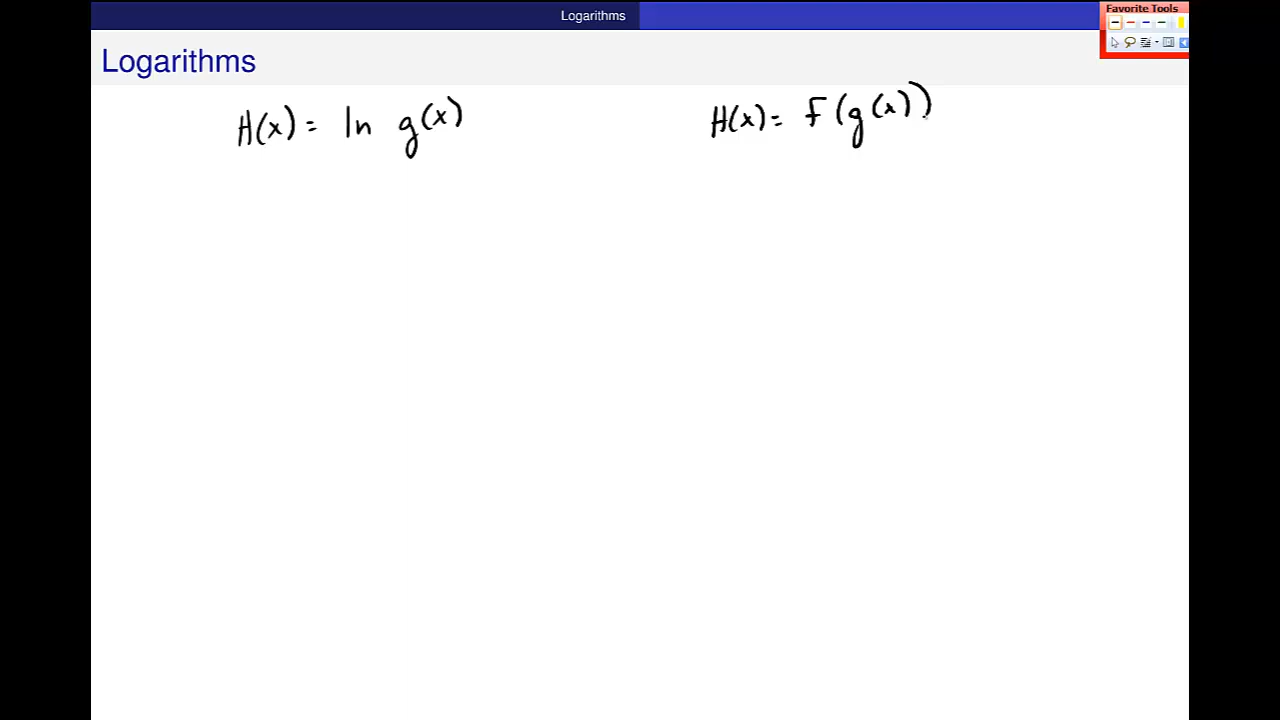 Logarithms
Favorite Tools
Logarithms
H(x) = ln g(x)
H(x) = F(g(x))